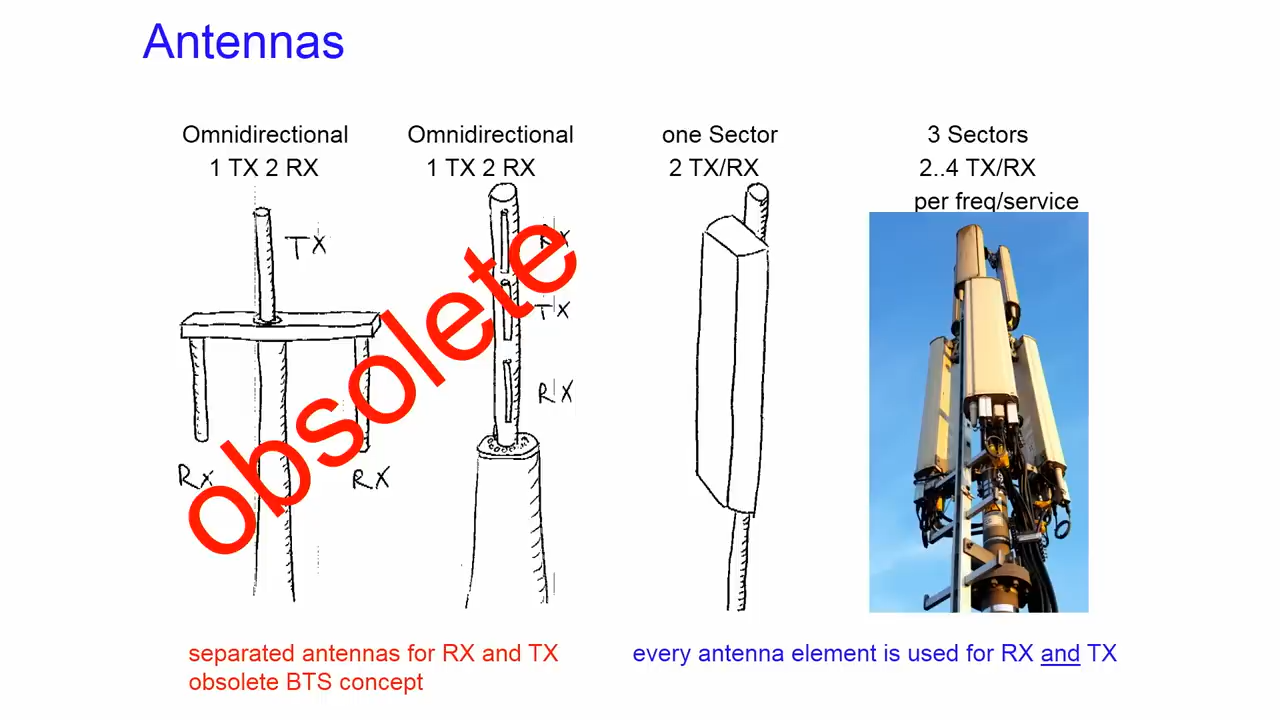 Antennas
Omnidirectional
1 TX 2 RX
Omnidirectional
1 TX 2 RX
one Sector
2 TX/RX
3 Sectors
2..4 TX/RX
per freq/service
TX
RX
RX
RX
TX
RX
obsolete
separated antennas for RX and TX
obsolete BTS concept
every antenna element is used for RX and TX